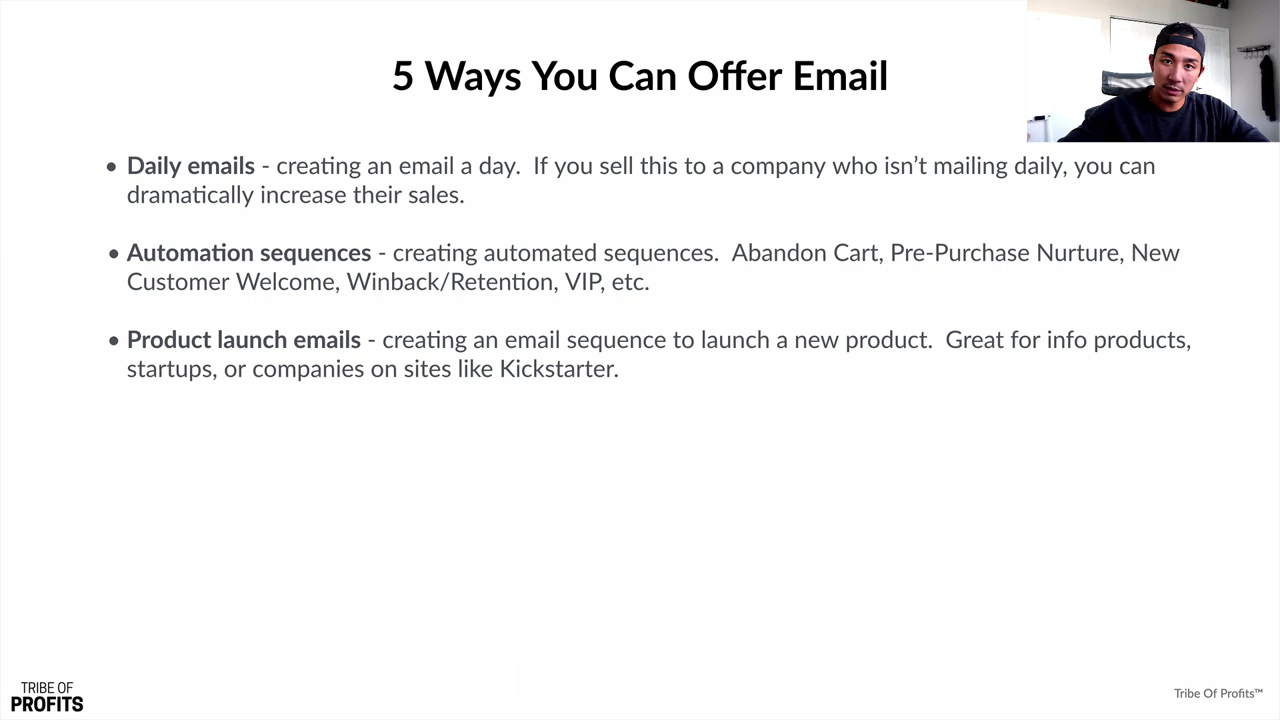 5 Ways You Can Offer Email
• Daily emails - creating an email a day.  If you sell this to a company who isn’t mailing daily, you can
dramatically increase their sales.
• Automation sequences - creating automated sequences.  Abandon Cart, Pre-Purchase Nurture, New
Customer Welcome, Winback/Retention, VIP, etc.
• Product launch emails - creating an email sequence to launch a new product.  Great for info products,
startups, or companies on sites like Kickstarter.
TRIBE OF
PROFITS
Tribe Of Profits™